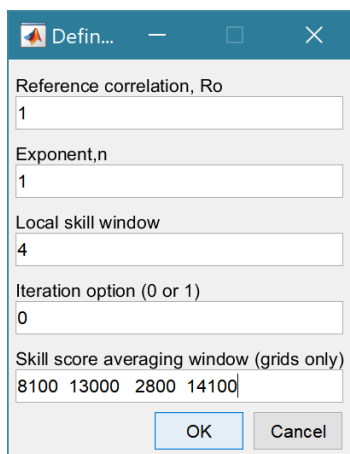 Defin...
Reference correlation, Ro
1
Exponent,n
1
Local skill window
4
Iteration option (0 or 1)
0
Skill score averaging window (grids only)
8100 13000 2800 14100
OK Cancel